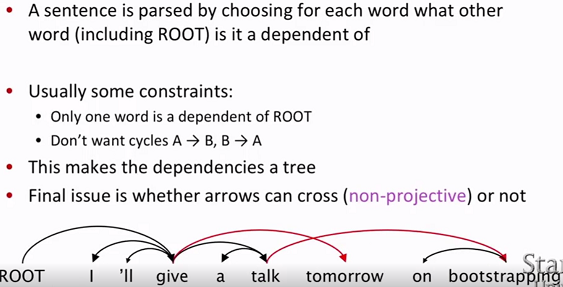 • A sentence is parsed by choosing for each word what other
word (including ROOT) is it a dependent of
• Usually some constraints:
• Only one word is a dependent of ROOT
• Don't want cycles A → B, B → A
• This makes the dependencies a tree
• Final issue is whether arrows can cross (non-projective) or not
ROOT I 'll give a talk tomorrow on bootstrapping